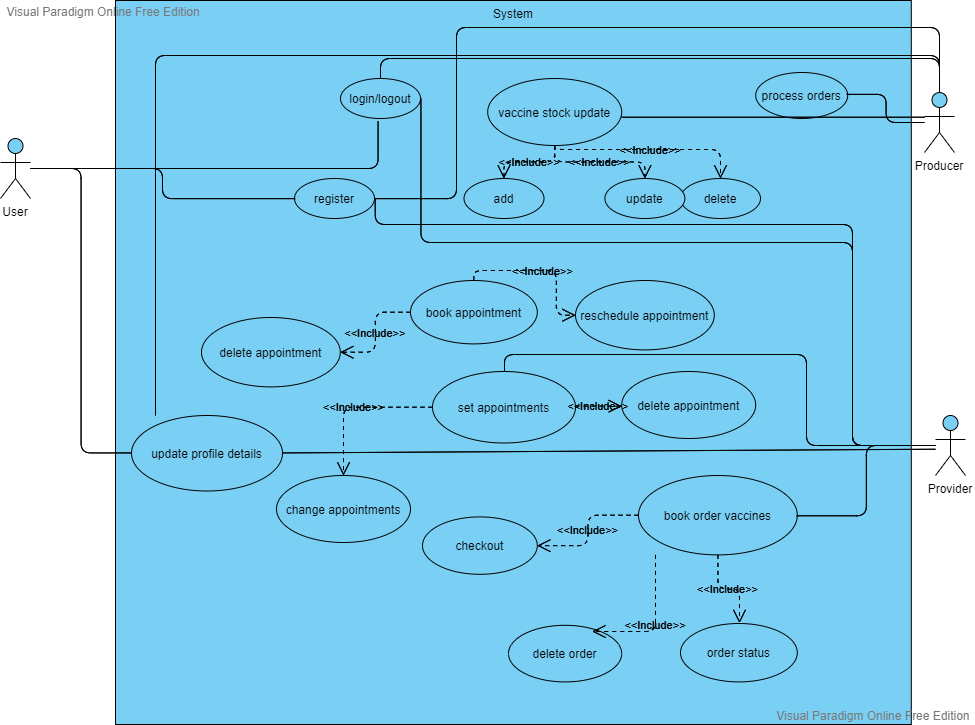 Visual Paradigm Online Free Edition
System
login/logout
process orders
vaccine stock update
<<Include>>
<<Include>>
<<Include>>
Producer
User
register
add
update
delete
<<Include>>
book appointment
reschedule appointment
<<Include>>
delete appointment
<<Include>>
set appointments
<<Include>>
delete appointment
update profile details
Provider
change appointments
book order vaccines
<<Include>>
checkout
<<Include>>
<<Include>>
delete order
order status
Visual Paradigm Online Free Edition